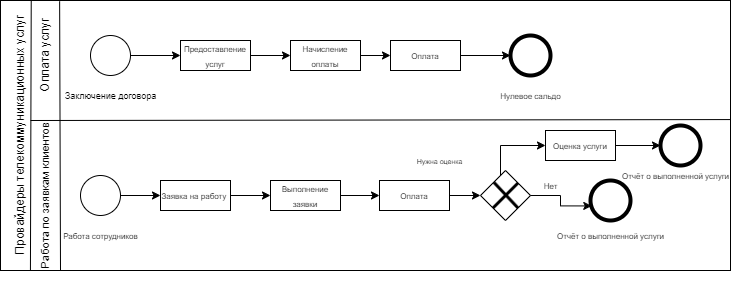 Провайдеры телекоммуникационных услуг
Оплата услуг
Предоставление
услуг
Начисление
оплаты
Оплата
Заключение договора
Нулевое сальдо
Работа по заявкам клиентов
Заявка на работу
Выполнение
заявки
Оплата
Нужна оценка
Оценка услуги
Нет
Отчёт о выполненной услуги
Работа сотрудников
Отчёт о выполненной услуги